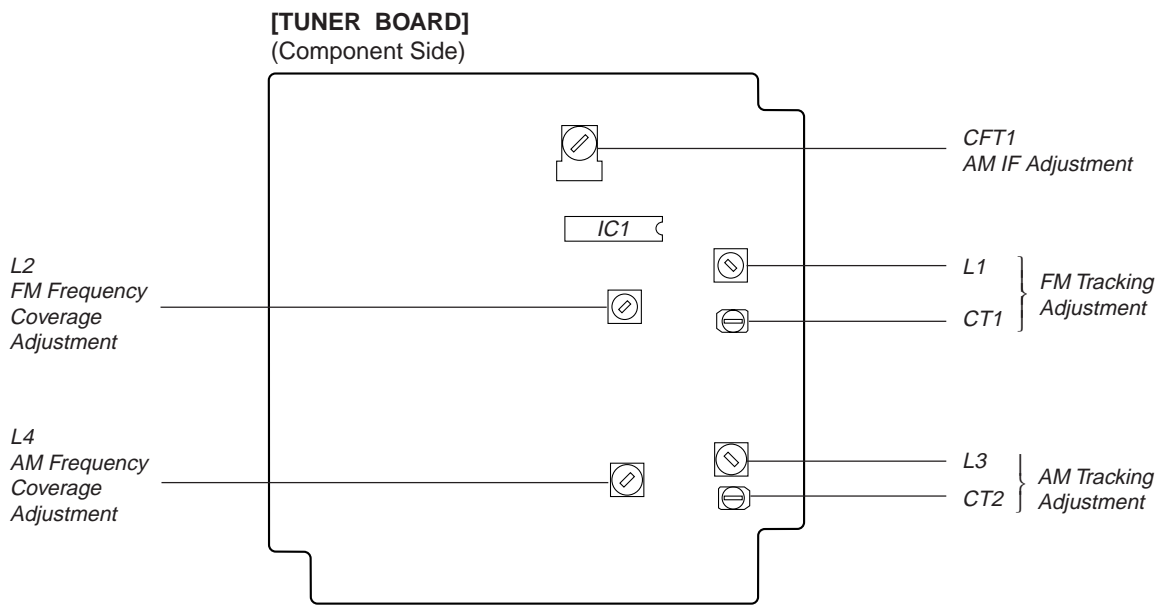 [TUNER BOARD]
(Component Side)
CFT1
AM IF Adjustment
IC1
L2
FM Frequency
Coverage
Adjustment
L1
CT1
FM Tracking
Adjustment
L4
AM Frequency
Coverage
Adjustment
L3
CT2
AM Tracking
Adjustment